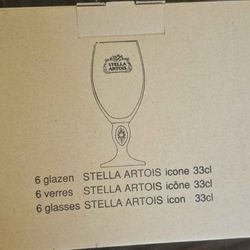 STELLA
ARTOIS
6 glazen STELLA ARTOIS icone 33cl
6 verres STELLA ARTOIS icône 33cl
6 glasses STELLA ARTOIS icon 33cl